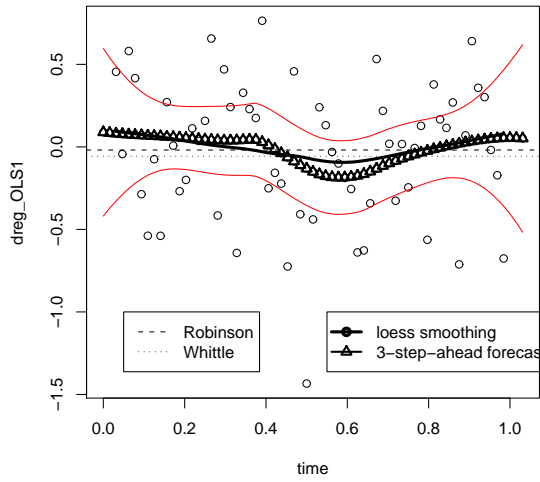 dreg_OLS1
0.5
0.0
−0.5
−1.0
−1.5
Robinson
Whittle
loess smoothing
3−step−ahead forecas
0.0 0.2 0.4 0.6 0.8 1.0
time